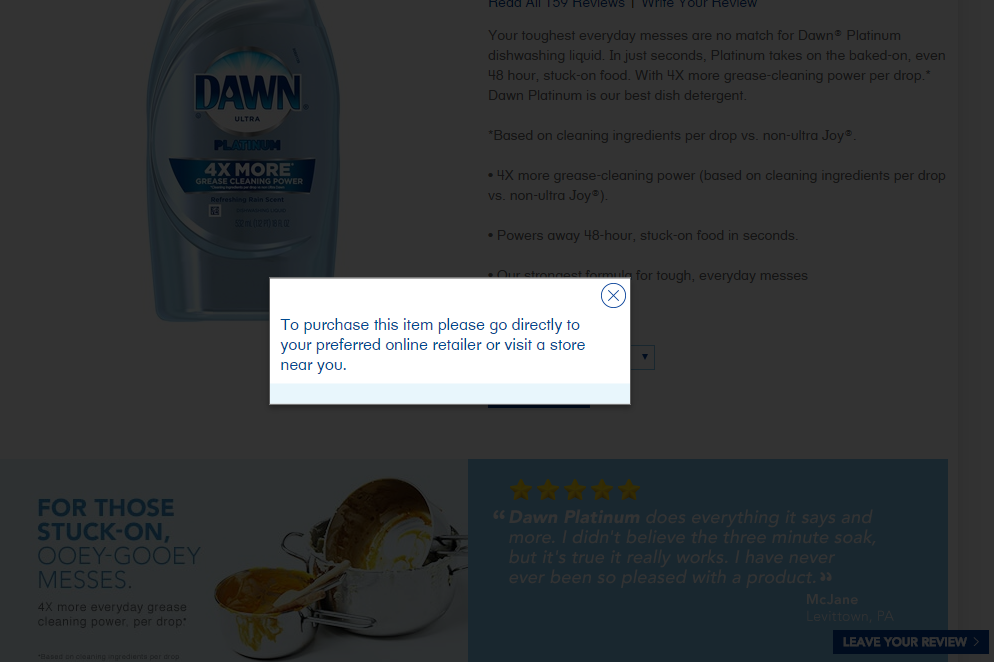 Read All 159 Reviews | Write Your Review
Your toughest everyday messes are no match for Dawn® Platinum
dishwashing liquid. In just seconds, Platinum takes on the baked-on, even
48 hour, stuck-on food. With 4X more grease-cleaning power per drop.*
Dawn Platinum is our best dish detergent.
*Based on cleaning ingredients per drop vs. non-ultra Joy®.
• 4X more grease-cleaning power (based on cleaning ingredients per drop
vs. non-ultra Joy®).
• Powers away 48-hour, stuck-on food in seconds.
• Our strongest formula for tough, everyday messes
DAWN®
ULTRA
PLATINUM
4X MORE*
GREASE CLEANING POWER
Refreshing Rain Scent
To purchase this item please go directly to
your preferred online retailer or visit a store
near you.
FOR THOSE
STUCK-ON,
OOEY-GOOEY
MESSES.
4X more everyday grease
cleaning power, per drop*
*Based on cleaning ingredients per drop
“Dawn Platinum does everything it says and
more. I didn't believe the three minute soak,
but it's true it really works. I have never
ever been so pleased with a product.”
McJane
Levittown, PA
LEAVE YOUR REVIEW >